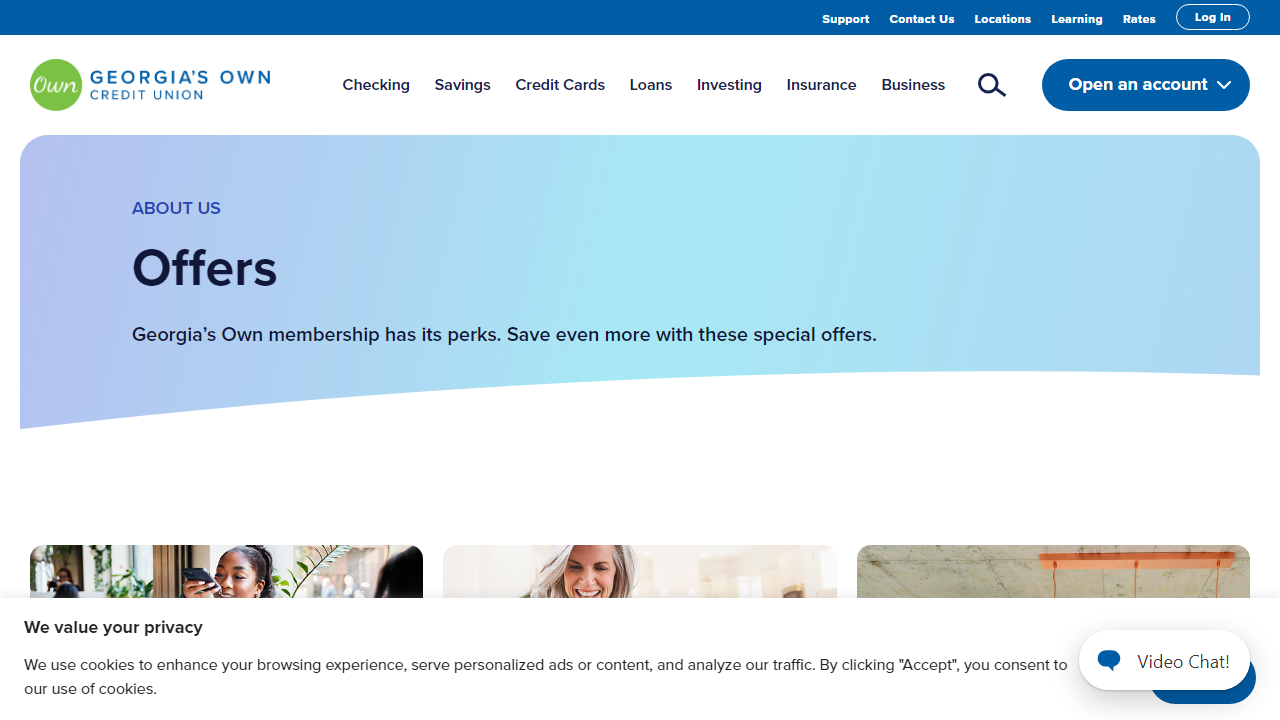 Support Contact Us Locations Learning Rates Log In
Own GEORGIA'S OWN
CREDIT UNION
Checking Savings Credit Cards Loans Investing Insurance Business Open an account
ABOUT US
Offers
Georgia’s Own membership has its perks. Save even more with these special offers.
We value your privacy
We use cookies to enhance your browsing experience, serve personalized ads or content, and analyze our traffic. By clicking "Accept", you consent to
our use of cookies.
Video Chat!